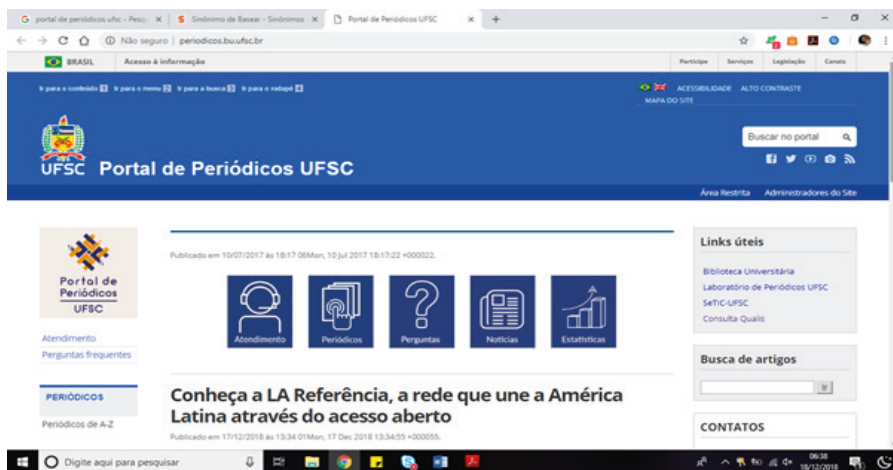 portal de periódicos ufsc - Pesq
Sinônimo de Basear - Sinônimos
Portal de Periódicos UFSC
Não seguro | periodicos.bu.ufsc.br
BRASIL Acesso à informação Participe Serviços Legislação Canais
Ir para o conteúdo 1 Ir para o menu 2 Ir para a busca 3 Ir para o rodapé 4 ACESSIBILIDADE ALTO CONTRASTE
MAPA DO SITE
Buscar no portal
UFSC Portal de Periódicos UFSC
Área Restrita Administradores do Site
Portal de
Periódicos
UFSC
Atendimento
Perguntas frequentes
PERIÓDICOS
Periódicos de A-Z
Publicado em 10/07/2017 às 18:17 06Mon, 10 Jul 2017 18:17:22 +000022.
Atendimento Periódicos Perguntas Notícias Estatísticas
Conheça a LA Referência, a rede que une a América
Latina através do acesso aberto
Publicado em 17/12/2018 às 13:34 01Mon, 17 Dec 2018 13:34:55 +000055.
Links úteis
Biblioteca Universitária
Laboratório de Periódicos UFSC
SeTIC-UFSC
Consulta Qualis
Busca de artigos
Ir
CONTATOS
Digite aqui para pesquisar
06:38
18/12/2018